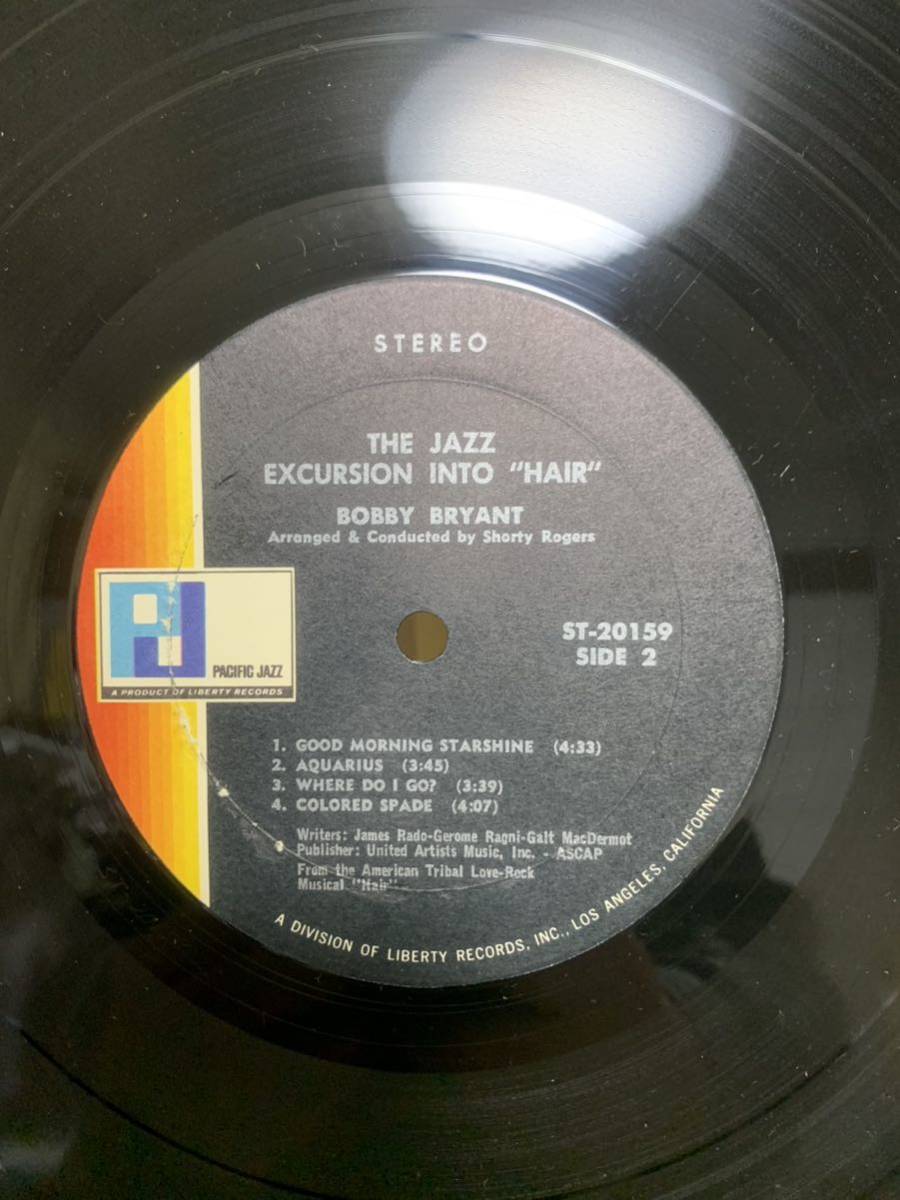 STEREO
THE JAZZ
EXCURSION INTO "HAIR"
BOBBY BRYANT
Arranged & Conducted by Shorty Rogers
PJ
PACIFIC JAZZ
A PRODUCT OF LIBERTY RECORDS
ST-20159
SIDE 2
1. GOOD MORNING STARSHINE (4:33)
2. AQUARIUS (3:45)
3. WHERE DO I GO? (3:39)
4. COLORED SPADE (4:07)
Writers: James Rado-Gerome Ragni-Galt MacDermot
Publisher: United Artists Music, Inc. - ASCAP
From the American Tribal Love-Rock
Musical "Hair"
A DIVISION OF LIBERTY RECORDS, INC., LOS ANGELES, CALIFORNIA